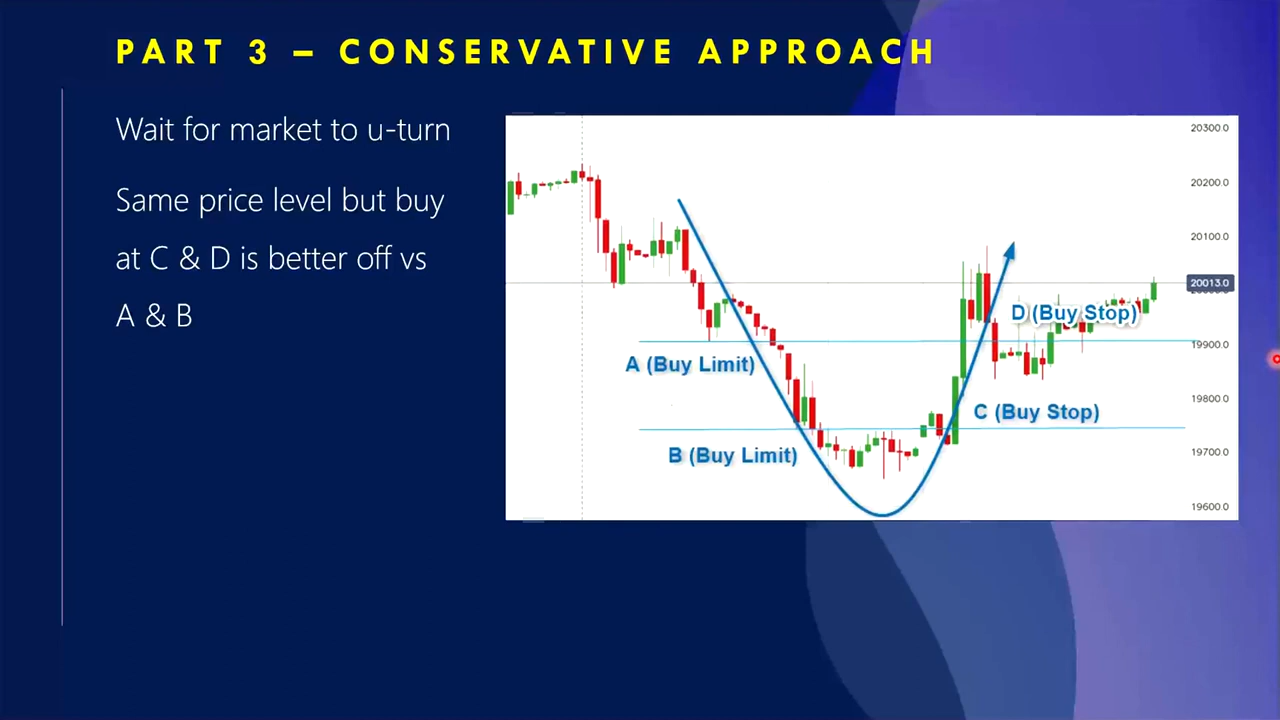 PART 3 – CONSERVATIVE APPROACH
Wait for market to u-turn
Same price level but buy
at C & D is better off vs
A & B
20300.0
20200.0
20100.0
20013.0
D (Buy Stop)
19900.0
A (Buy Limit)
19800.0
C (Buy Stop)
B (Buy Limit)
19700.0
19600.0